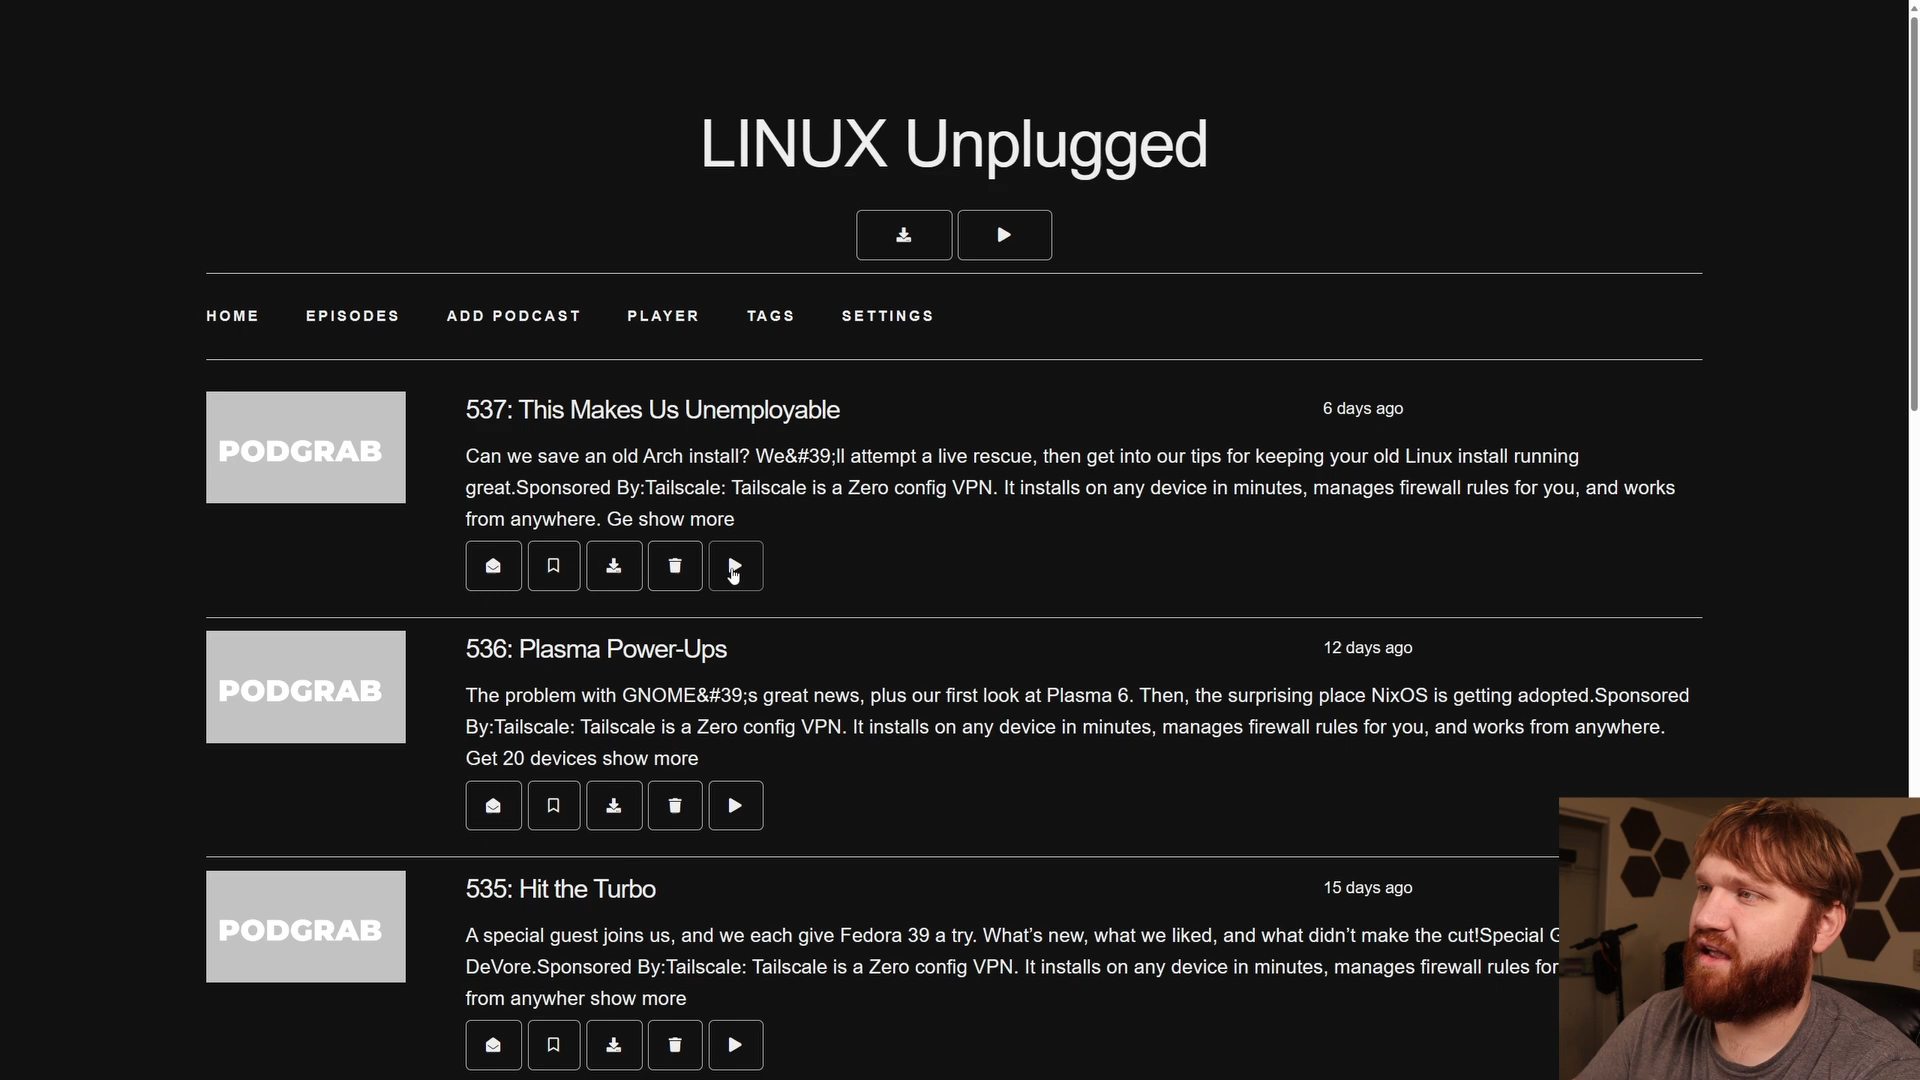 LINUX Unplugged
HOME EPISODES ADD PODCAST PLAYER TAGS SETTINGS
PODGRAB
537: This Makes Us Unemployable
6 days ago
Can we save an old Arch install? We&#39;ll attempt a live rescue, then get into our tips for keeping your old Linux install running
great.Sponsored By:Tailscale: Tailscale is a Zero config VPN. It installs on any device in minutes, manages firewall rules for you, and works
from anywhere. Ge show more
PODGRAB
536: Plasma Power-Ups
12 days ago
The problem with GNOME&#39;s great news, plus our first look at Plasma 6. Then, the surprising place NixOS is getting adopted.Sponsored
By:Tailscale: Tailscale is a Zero config VPN. It installs on any device in minutes, manages firewall rules for you, and works from anywhere.
Get 20 devices show more
PODGRAB
535: Hit the Turbo
15 days ago
A special guest joins us, and we each give Fedora 39 a try. What’s new, what we liked, and what didn’t make the cut!Special
DeVore.Sponsored By:Tailscale: Tailscale is a Zero config VPN. It installs on any device in minutes, manages firewall rules for
from anywher show more